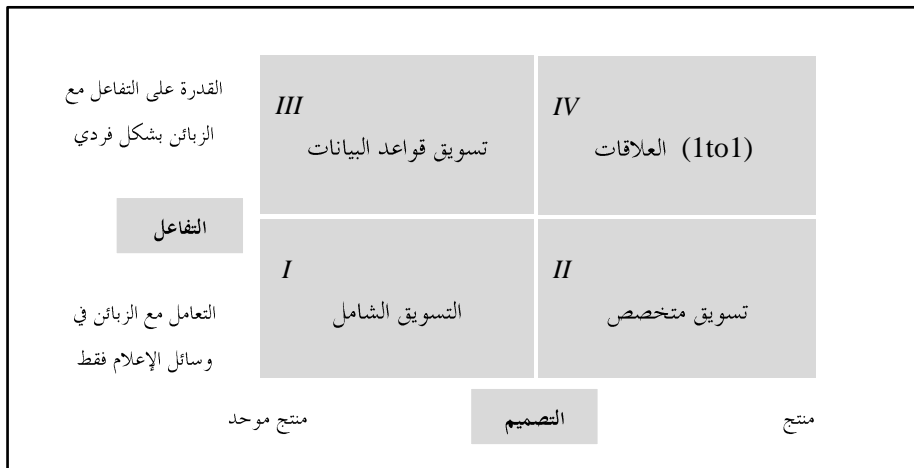 القدرة على التفاعل مع
الزبائن بشكل فردي
III
تسويق قواعد البيانات
IV
العلاقات (1to1)
التفاعل
I
التسويق الشامل
II
تسويق متخصص
التعامل مع الزبائن في
وسائل الإعلام فقط
منتج موحد
التصميم
منتج